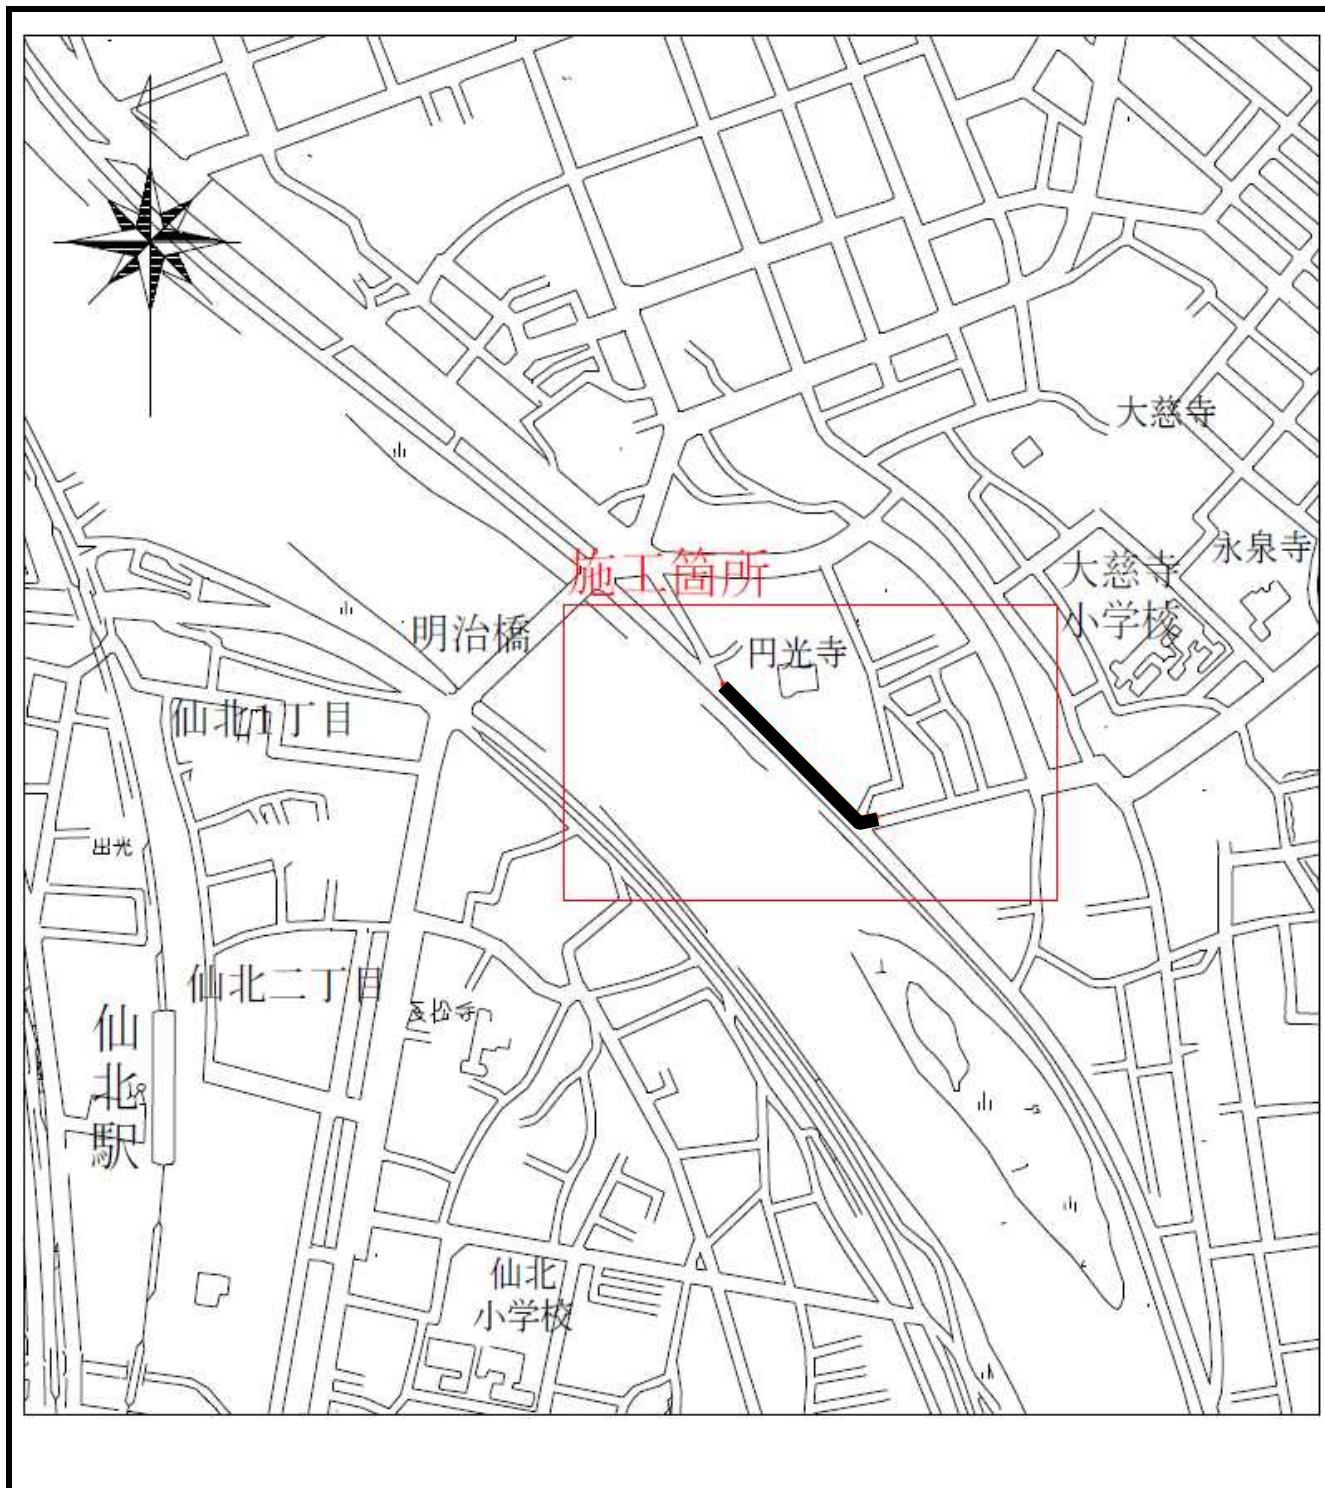 大慈寺
永泉寺
施工箇所
大慈寺
小学校
明治橋
円光寺
仙北1丁目
出光
仙北二丁目
仙北駅
仙北
小学校